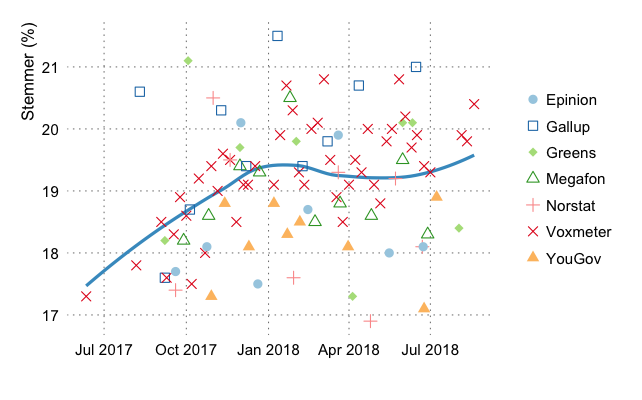 Stemmer (%)
21
20
19
18
17
Jul 2017
Oct 2017
Jan 2018
Apr 2018
Jul 2018
Epinion
Gallup
Greens
Megafon
Norstat
Voxmeter
YouGov